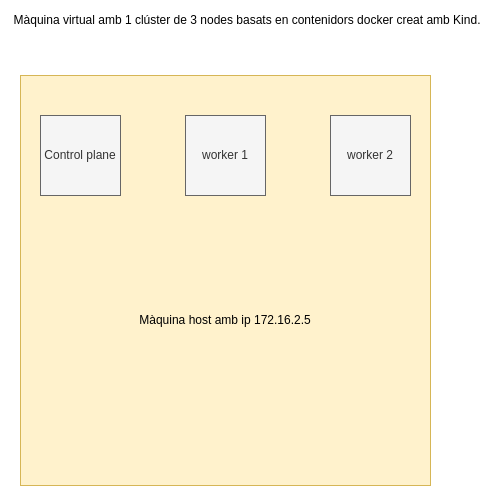 Màquina virtual amb 1 clúster de 3 nodes basats en contenidors docker creat amb Kind.
Control plane
worker 1
worker 2
Màquina host amb ip 172.16.2.5